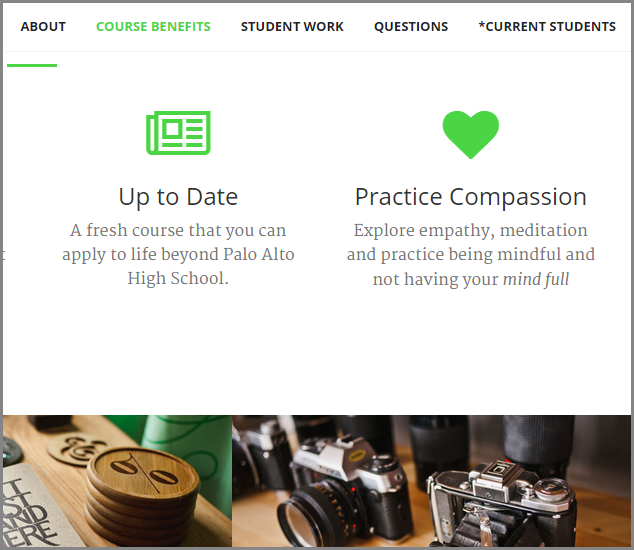 ABOUT COURSE BENEFITS STUDENT WORK QUESTIONS *CURRENT STUDENTS
Up to Date
A fresh course that you can
apply to life beyond Palo Alto
High School.
Practice Compassion
Explore empathy, meditation
and practice being mindful and
not having your mind full
%